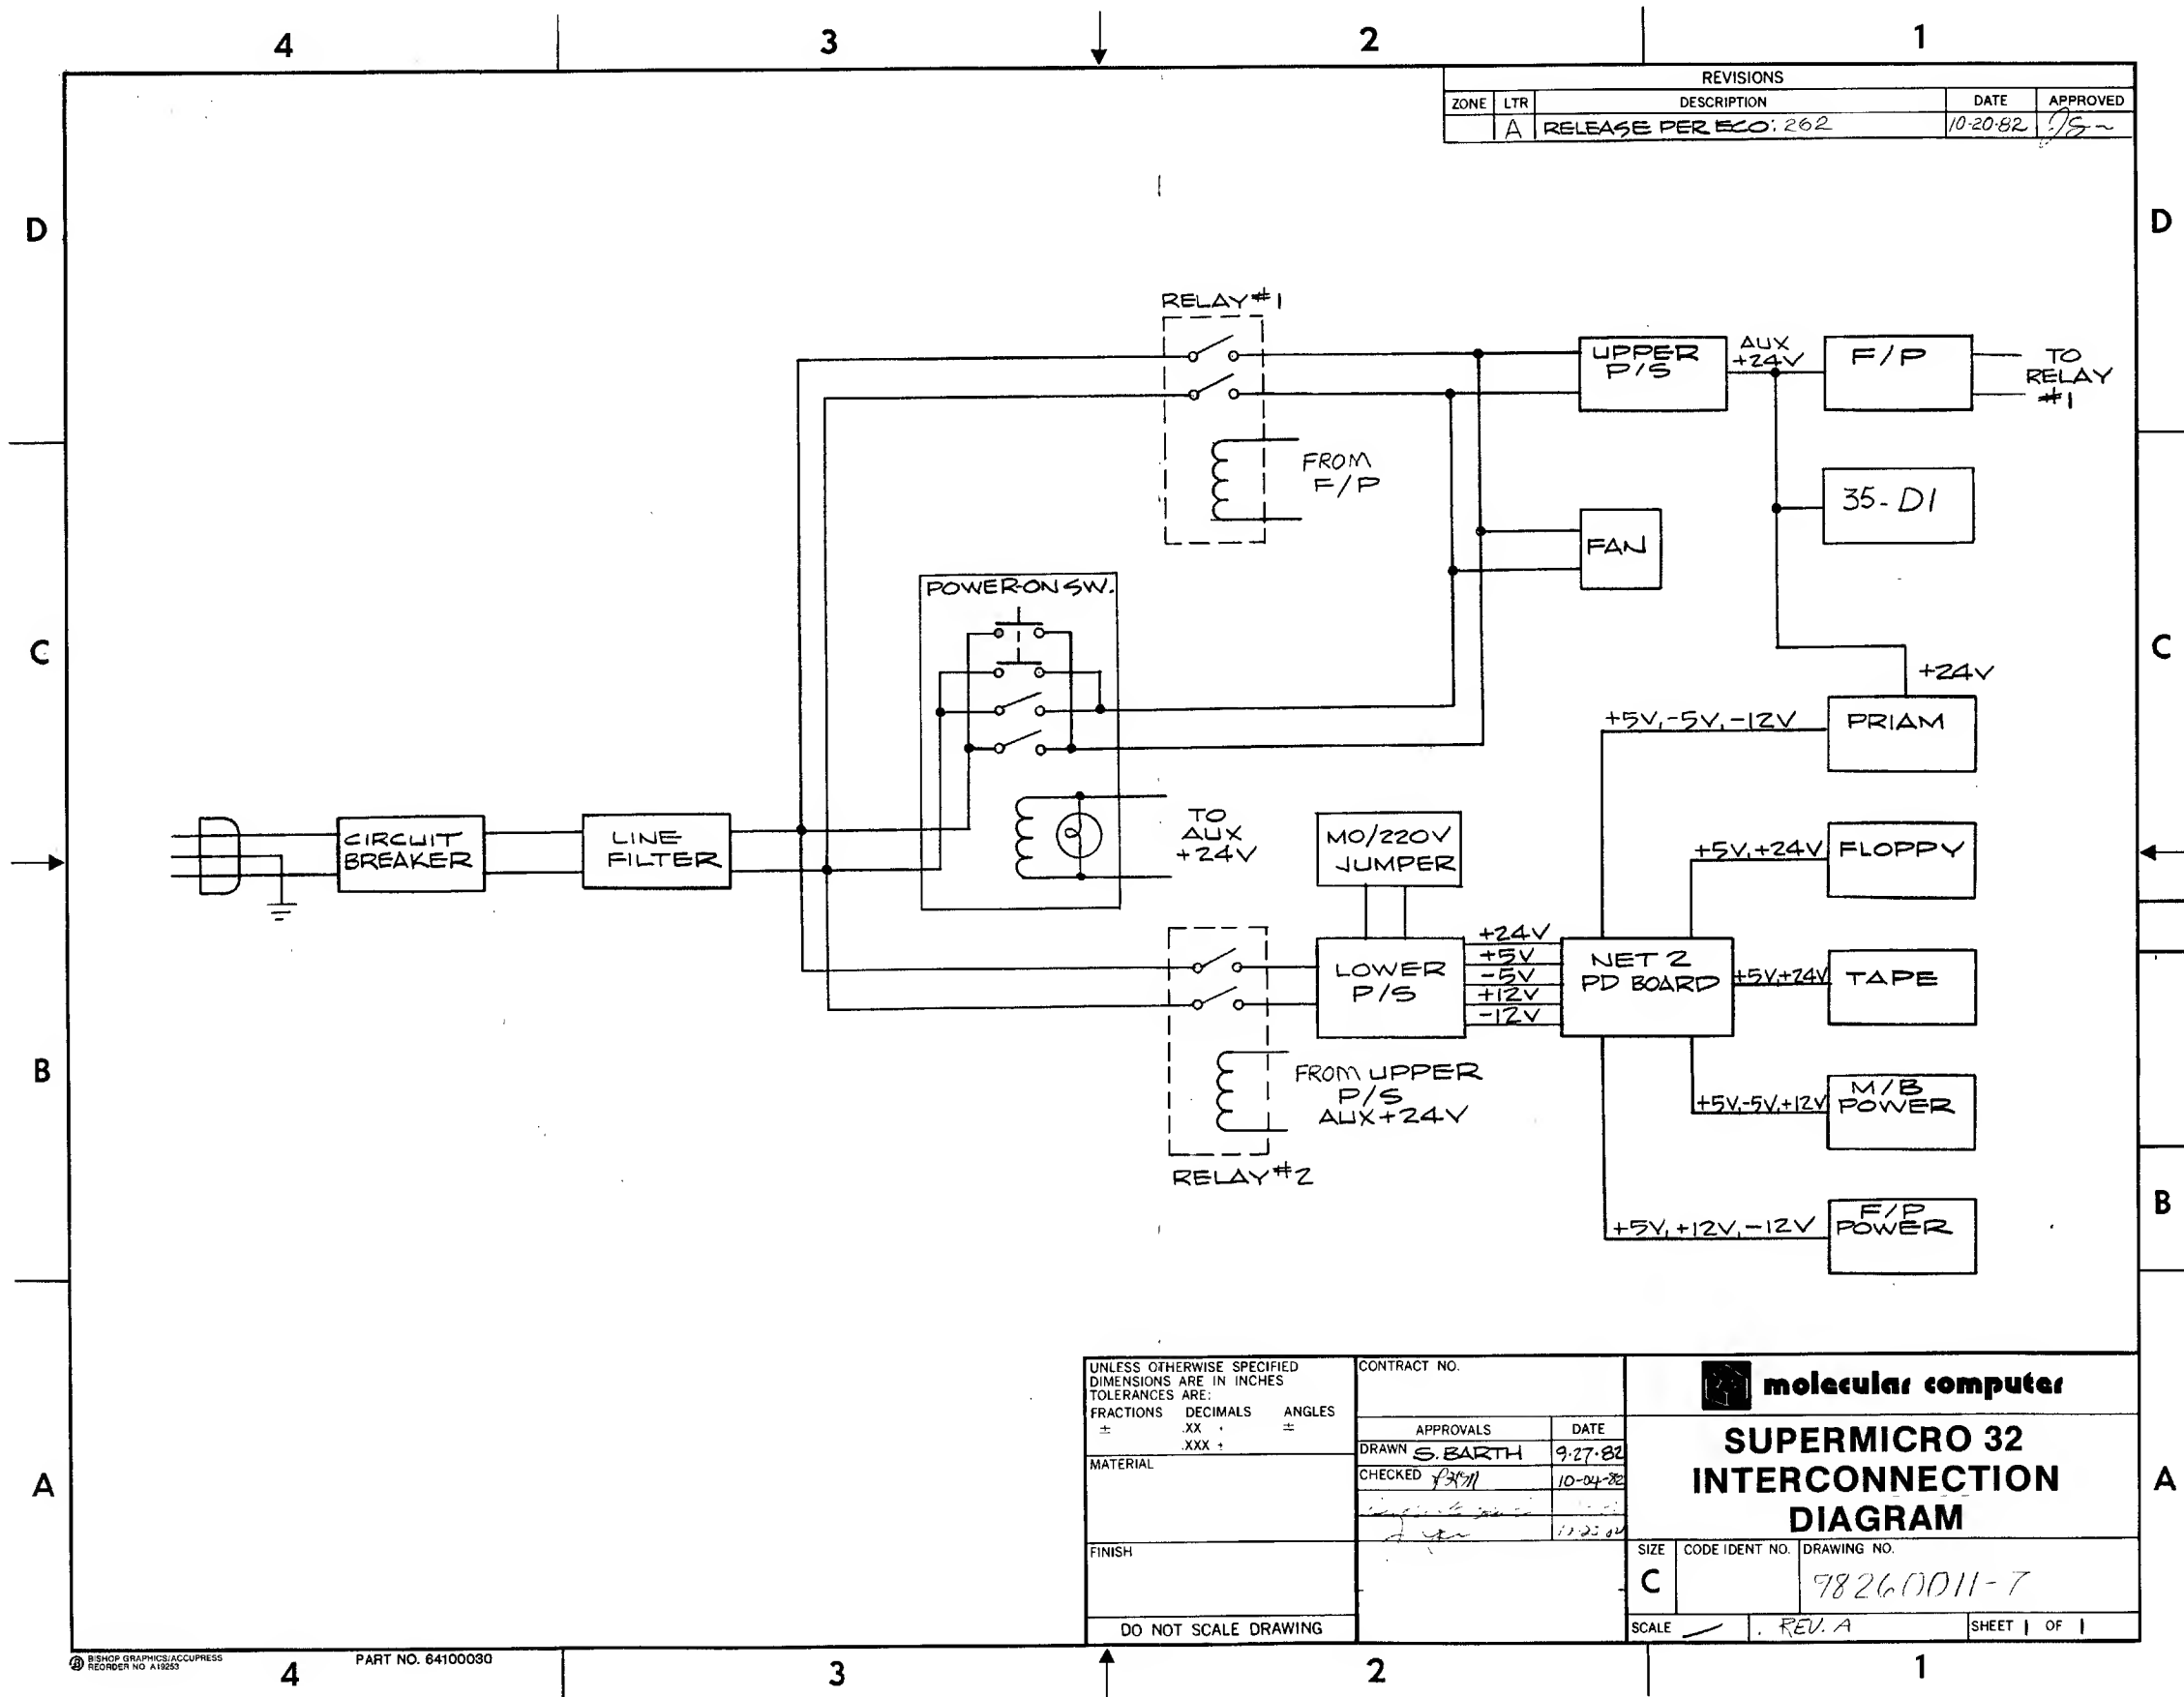 4 3 2 1
REVISIONS
ZONE LTR DESCRIPTION DATE APPROVED
A RELEASE PER ECO: 262 10-20-82
D D
RELAY #1
UPPER
P/S
AUX
+24V
F/P
TO
RELAY
#1
FROM
F/P
35-D1
FAN
POWER-ON SW.
C C
+24V
+5V,-5V,-12V
PRIAM
CIRCUIT
BREAKER
LINE
FILTER
TO
AUX
+24V
110/220V
JUMPER
+5V,+24V
FLOPPY
LOWER
P/S
+24V
+5V
-5V
+12V
-12V
NET 2
PD BOARD
+5V,+24V
TAPE
B
FROM UPPER
P/S
AUX+24V
+5V,-5V,+12V
M/B
POWER
RELAY #2
B
+5V,+12V,-12V
F/P
POWER
UNLESS OTHERWISE SPECIFIED
DIMENSIONS ARE IN INCHES
TOLERANCES ARE:
FRACTIONS DECIMALS ANGLES
± .XX ±
.XXX ±
MATERIAL
FINISH
DO NOT SCALE DRAWING
CONTRACT NO.
APPROVALS DATE
DRAWN S. BARTH 9-27-82
CHECKED 10-04-82
molecular computer
SUPERMICRO 32
INTERCONNECTION
DIAGRAM
SIZE CODE IDENT NO. DRAWING NO.
C 98260011-7
SCALE REV. A SHEET 1 OF 1
A A
BISHOP GRAPHICS/ACCUPRESS
REORDER NO A19253
PART NO. 64100030
4 3 2 1